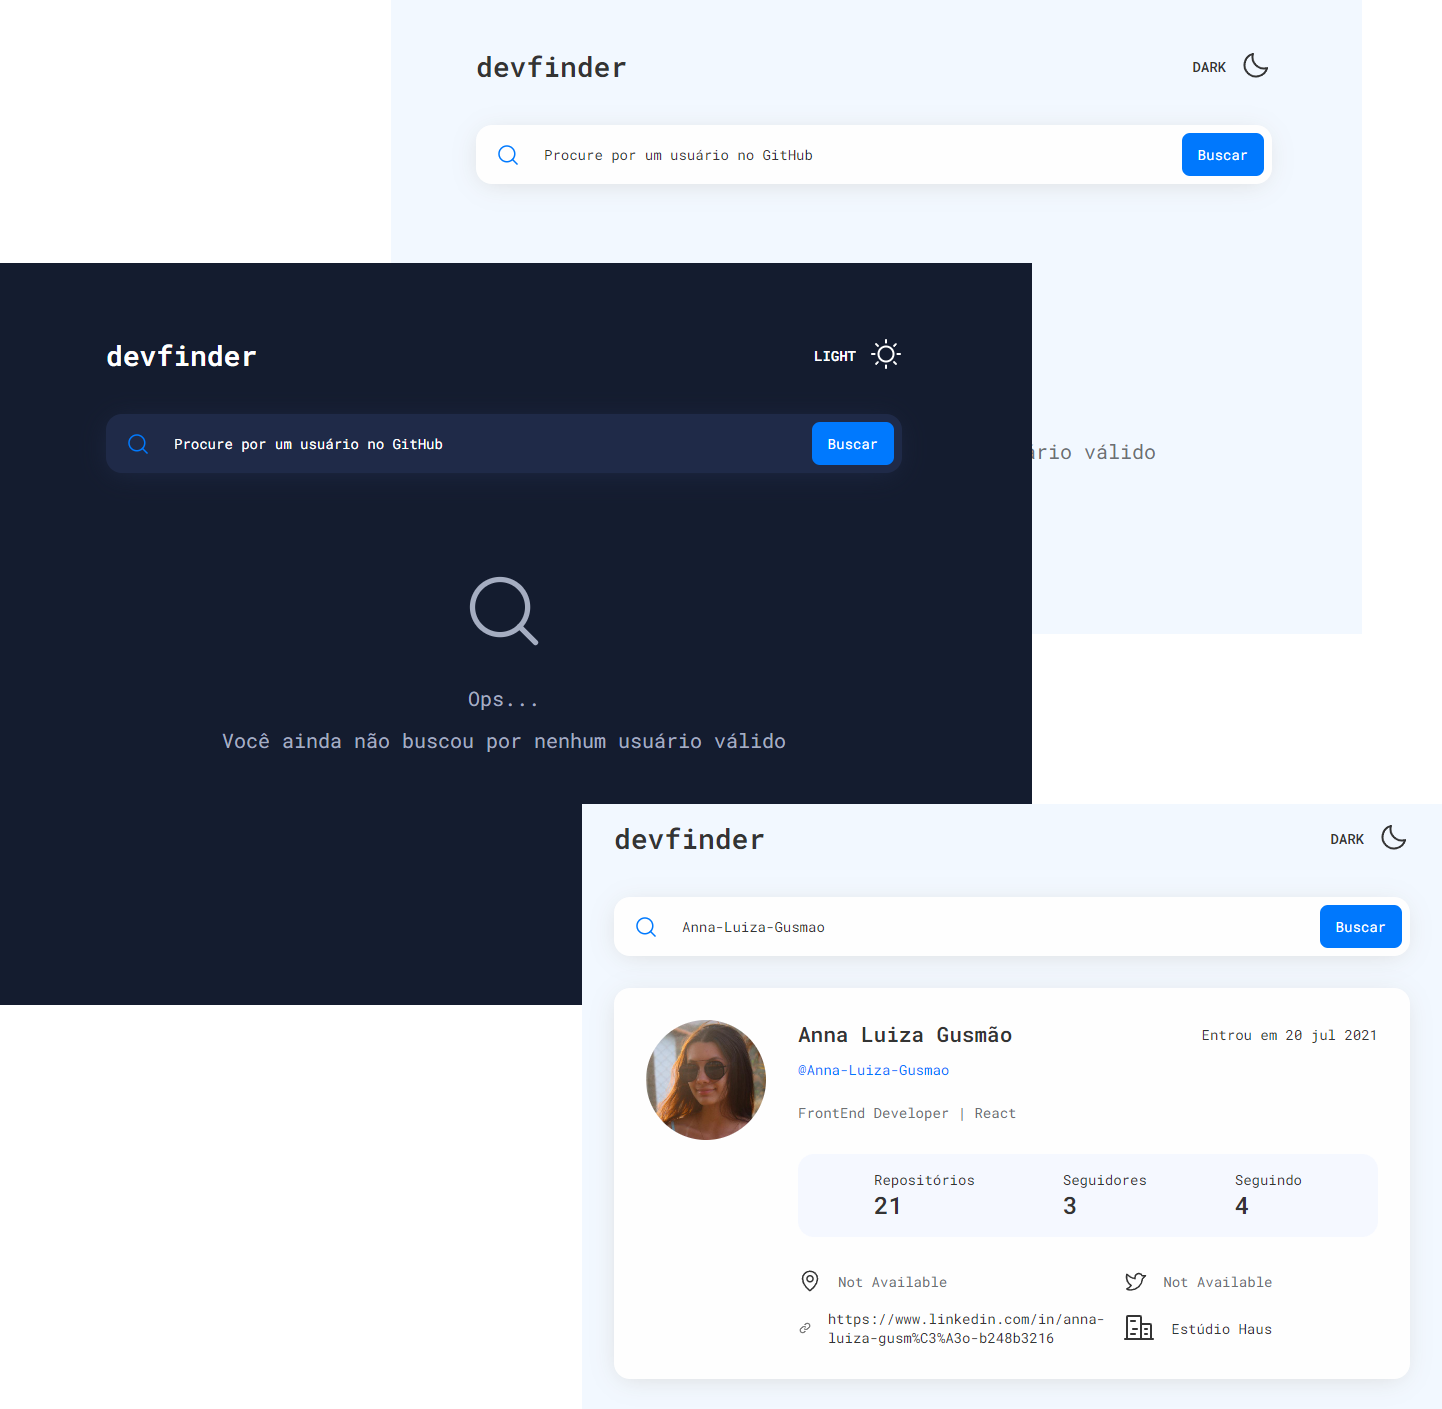 devfinder
DARK
Procure por um usuário no GitHub
Buscar
ário válido
devfinder
LIGHT
Procure por um usuário no GitHub
Buscar
Ops...
Você ainda não buscou por nenhum usuário válido
devfinder
DARK
Anna-Luiza-Gusmao
Buscar
Anna Luiza Gusmão
Entrou em 20 jul 2021
@Anna-Luiza-Gusmao
FrontEnd Developer | React
Repositórios
Seguidores
Seguindo
21
3
4
Not Available
Not Available
https://www.linkedin.com/in/anna-
luiza-gusm%C3%A3o-b248b3216
Estúdio Haus